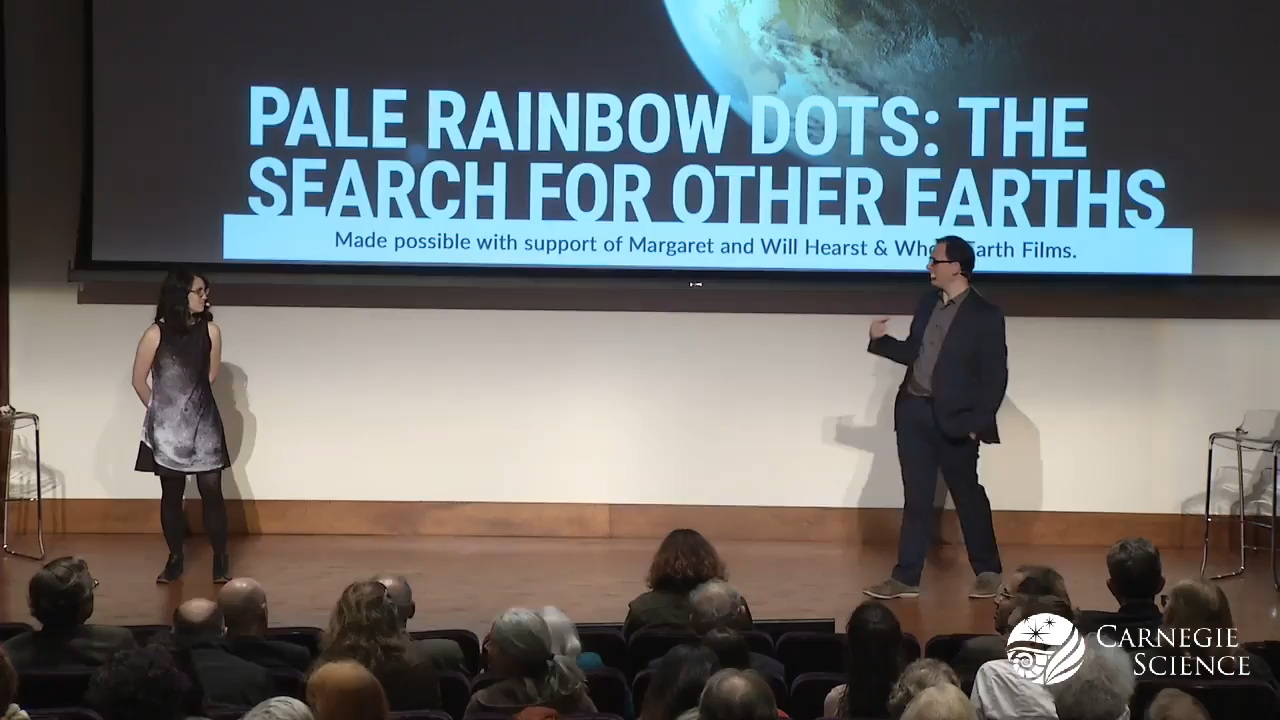 PALE RAINBOW DOTS: THE
SEARCH FOR OTHER EARTHS
Made possible with support of Margaret and Will Hearst & Earth Films.
CARNEGIE
SCIENCE